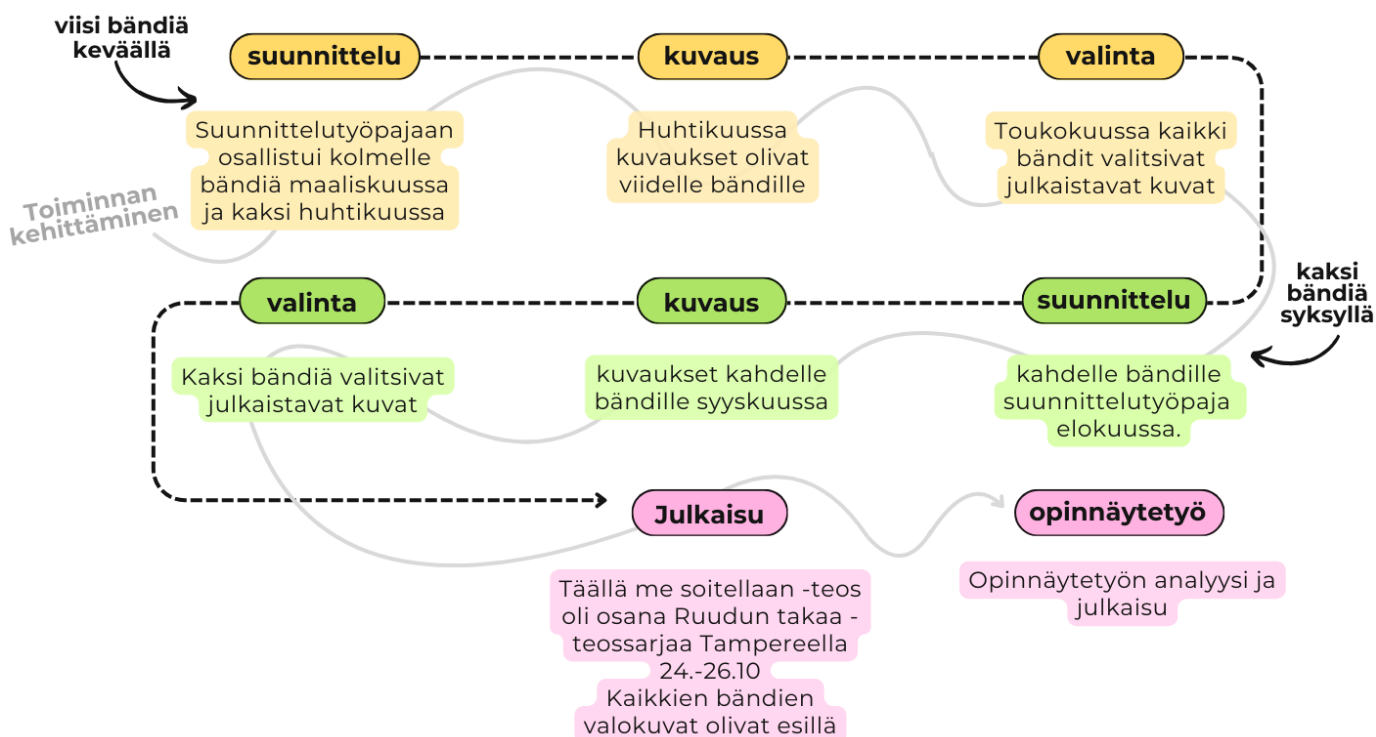 viisi bändiä
keväällä
suunnittelu
kuvaus
valinta
Suunnittelutyöpajaan
osallistui kolmelle
bändiä maaliskuussa
ja kaksi huhtikuussa
Huhtikuussa
kuvaukset olivat
viidelle bändille
Toukokuussa kaikki
bändit valitsivat
julkaistavat kuvat
Toiminnan
kehittäminen
kaksi
bändiä
syksyllä
valinta
kuvaus
suunnittelu
Kaksi bändiä valitsivat
julkaistavat kuvat
kuvaukset kahdelle
bändille syyskuussa
kahdelle bändille
suunnittelutyöpaja
elokuussa.
Julkaisu
opinnäytetyö
Täällä me soitellaan -teos
oli osana Ruudun takaa -
teossarjaa Tampereella
24.-26.10
Kaikkien bändien
valokuvat olivat esillä
Opinnäytetyön analyysi ja
julkaisu